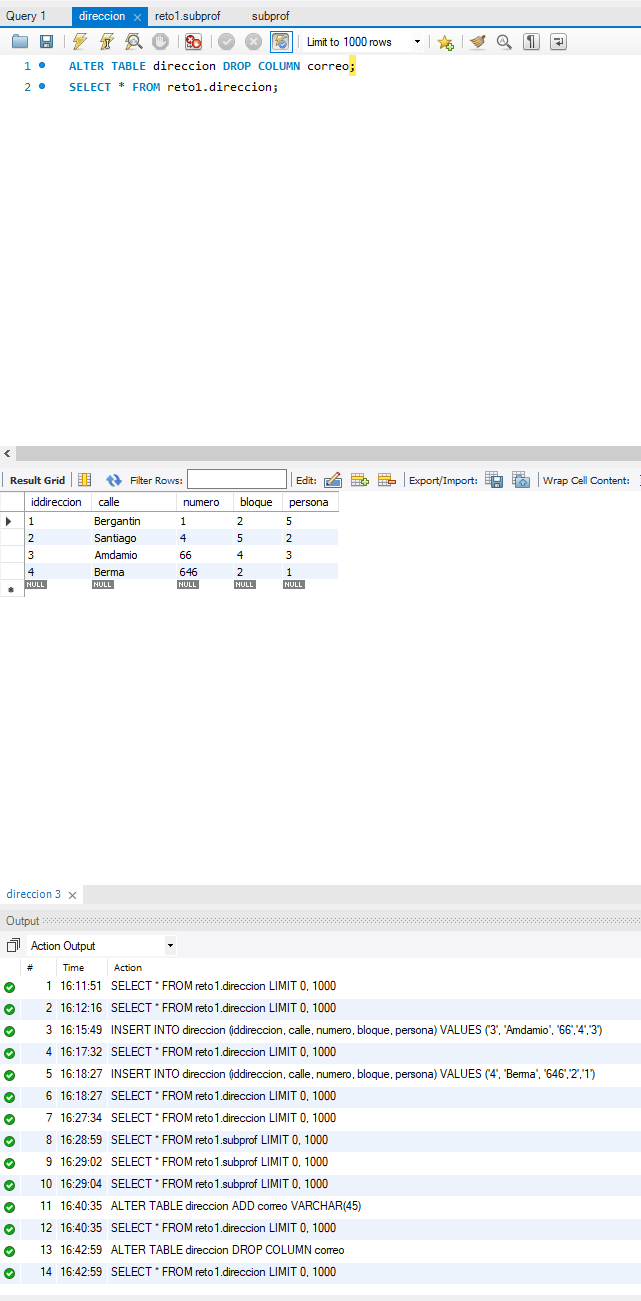 Query 1 direccion reto1.subprof subprof
Limit to 1000 rows
1 ALTER TABLE direccion DROP COLUMN correo;
2 SELECT * FROM reto1.direccion;
Result Grid Filter Rows: Edit: Export/Import: Wrap Cell Content:
iddireccion calle numero bloque persona
1 Bergantin 1 2 5
2 Santiago 4 5 2
3 Amdamio 66 4 3
4 Berma 646 2 1
NULL NULL NULL NULL NULL
direccion 3
Output
Action Output
# Time Action
1 16:11:51 SELECT * FROM reto1.direccion LIMIT 0, 1000
2 16:12:16 SELECT * FROM reto1.direccion LIMIT 0, 1000
3 16:15:49 INSERT INTO direccion (iddireccion, calle, numero, bloque, persona) VALUES ('3', 'Amdamio', '66','4','3')
4 16:17:32 SELECT * FROM reto1.direccion LIMIT 0, 1000
5 16:18:27 INSERT INTO direccion (iddireccion, calle, numero, bloque, persona) VALUES ('4', 'Berma', '646','2','1')
6 16:18:27 SELECT * FROM reto1.direccion LIMIT 0, 1000
7 16:27:34 SELECT * FROM reto1.direccion LIMIT 0, 1000
8 16:28:59 SELECT * FROM reto1.subprof LIMIT 0, 1000
9 16:29:02 SELECT * FROM reto1.subprof LIMIT 0, 1000
10 16:29:04 SELECT * FROM reto1.subprof LIMIT 0, 1000
11 16:40:35 ALTER TABLE direccion ADD correo VARCHAR(45)
12 16:40:35 SELECT * FROM reto1.direccion LIMIT 0, 1000
13 16:42:59 ALTER TABLE direccion DROP COLUMN correo
14 16:42:59 SELECT * FROM reto1.direccion LIMIT 0, 1000